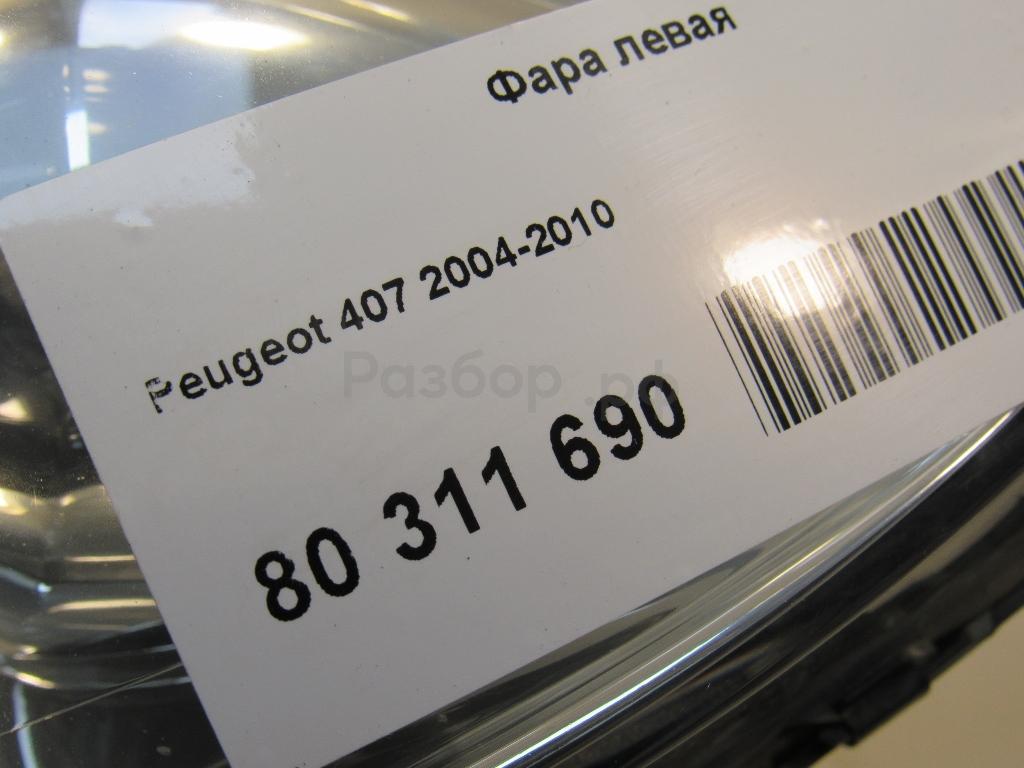 Фара левая
Peugeot 407 2004-2010
Разбор.рф
80 311 690